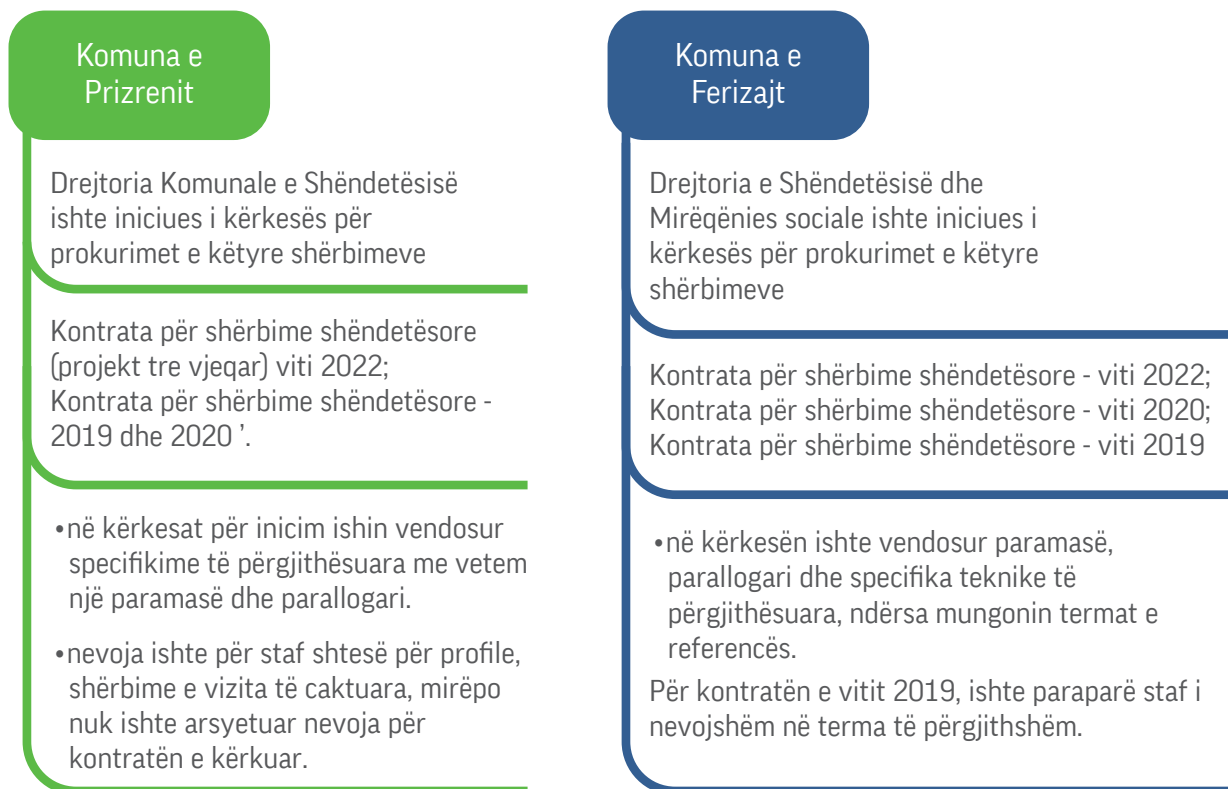 Komuna e
Prizrenit
Drejtoria Komunale e Shëndetësisë
ishte iniciues i kërkesës për
prokurimet e këtyre shërbimeve
Kontrata për shërbime shëndetësore
(projekt tre vjeqar) viti 2022;
Kontrata për shërbime shëndetësore -
2019 dhe 2020 ’.
•në kërkesat për inicim ishin vendosur
specifikime të përgjithësuara me vetem
një paramasë dhe parallogari.
•nevoja ishte për staf shtesë për profile,
shërbime e vizita të caktuara, mirëpo
nuk ishte arsyetuar nevoja për
kontratën e kërkuar.
Komuna e
Ferizajt
Drejtoria e Shëndetësisë dhe
Mirëqënies sociale ishte iniciues i
kërkesës për prokurimet e këtyre
shërbimeve
Kontrata për shërbime shëndetësore - viti 2022;
Kontrata për shërbime shëndetësore - viti 2020;
Kontrata për shërbime shëndetësore - viti 2019
•në kërkesën ishte vendosur paramasë,
parallogari dhe specifika teknike të
përgjithësuara, ndërsa mungonin termat e
referencës.
Për kontratën e vitit 2019, ishte paraparë staf i
nevojshëm në terma të përgjithshëm.